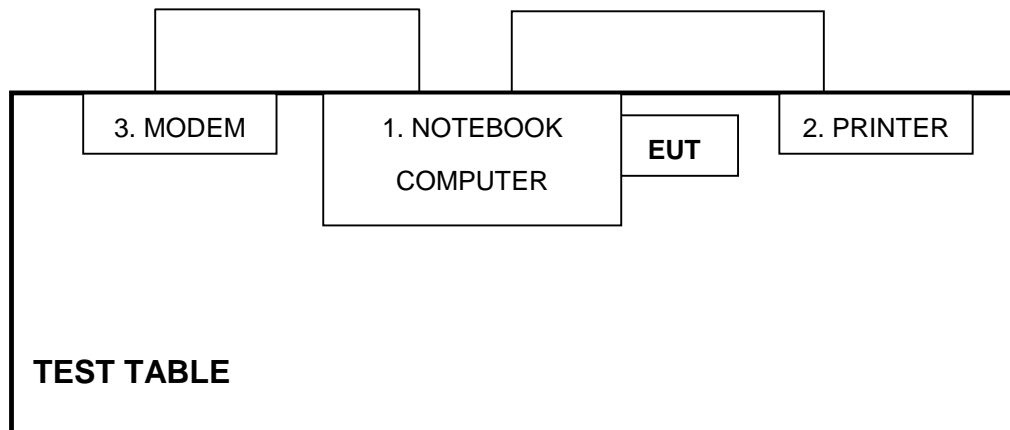 3. MODEM
1. NOTEBOOK
COMPUTER
EUT
2. PRINTER
TEST TABLE